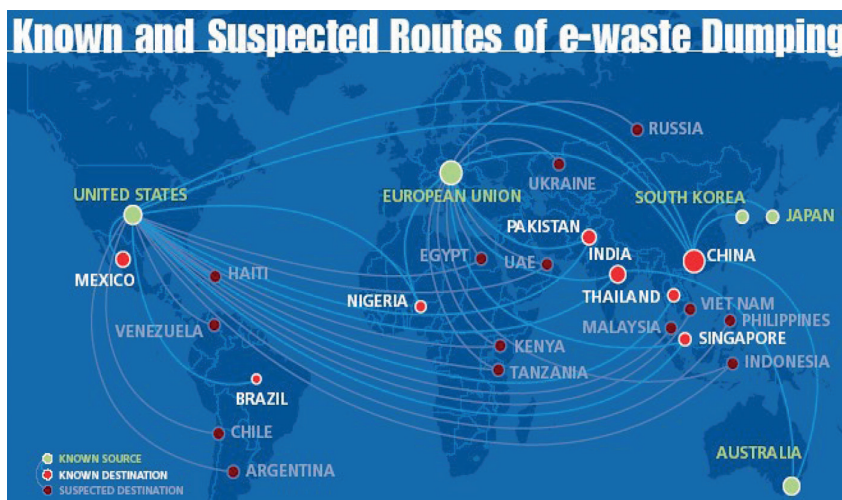 Known and Suspected Routes of e-waste Dumping
RUSSIA
UNITED STATES
EUROPEAN UNION
UKRAINE
SOUTH KOREA
JAPAN
PAKISTAN
MEXICO
HAITI
EGYPT
UAE
INDIA
CHINA
NIGERIA
THAILAND
VIET NAM
VENEZUELA
MALAYSIA
PHILIPPINES
KENYA
SINGAPORE
TANZANIA
INDONESIA
BRAZIL
CHILE
AUSTRALIA
ARGENTINA
KNOWN SOURCE
KNOWN DESTINATION
SUSPECTED DESTINATION